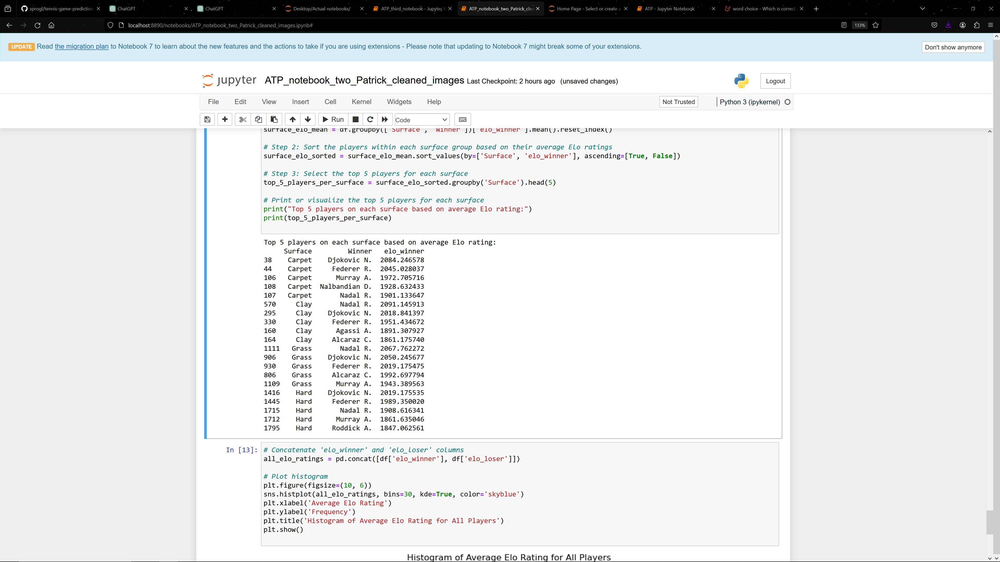 sprogl/tennis-game-prediction
ChatGPT
ChatGPT
Desktop/Actual notebooks/
ATP_third_notebook - Jupyter N
ATP_notebook_two_Patrick_clea
Home Page - Select or create a
ATP - Jupyter Notebook
word choice - Which is correct,
localhost:8890/notebooks/ATP_notebook_two_Patrick_cleaned_images.ipynb#
133%
UPDATE Read the migration plan to Notebook 7 to learn about the new features and the actions to take if you are using extensions - Please note that updating to Notebook 7 might break some of your extensions.
Don't show anymore
jupyter ATP_notebook_two_Patrick_cleaned_images Last Checkpoint: 2 hours ago (unsaved changes)
Logout
File Edit View Insert Cell Kernel Widgets Help
Not Trusted
Python 3 (ipykernel)
Run
Code
surface_elo_mean = df.groupby(['Surface', 'Winner'])['elo_winner'].mean().reset_index()
# Step 2: Sort the players within each surface group based on their average Elo ratings
surface_elo_sorted = surface_elo_mean.sort_values(by=['Surface', 'elo_winner'], ascending=[True, False])
# Step 3: Select the top 5 players for each surface
top_5_players_per_surface = surface_elo_sorted.groupby('Surface').head(5)
# Print or visualize the top 5 players for each surface
print("Top 5 players on each surface based on average Elo rating:")
print(top_5_players_per_surface)
Top 5 players on each surface based on average Elo rating:
Surface Winner elo_winner
38 Carpet Djokovic N. 2084.246578
44 Carpet Federer R. 2045.028037
106 Carpet Murray A. 1972.705716
108 Carpet Nalbandian D. 1928.632433
107 Carpet Nadal R. 1901.133647
570 Clay Nadal R. 2091.145913
295 Clay Djokovic N. 2018.841397
330 Clay Federer R. 1951.434672
160 Clay Agassi A. 1891.307927
164 Clay Alcaraz C. 1861.175740
1111 Grass Nadal R. 2067.762272
906 Grass Djokovic N. 2050.245677
930 Grass Federer R. 2019.175475
806 Grass Alcaraz C. 1992.697794
1109 Grass Murray A. 1943.389563
1416 Hard Djokovic N. 2019.175535
1445 Hard Federer R. 1989.350020
1715 Hard Nadal R. 1908.616341
1712 Hard Murray A. 1861.635046
1795 Hard Roddick A. 1847.062561
In [13]:
# Concatenate 'elo_winner' and 'elo_loser' columns
all_elo_ratings = pd.concat([df['elo_winner'], df['elo_loser']])
# Plot histogram
plt.figure(figsize=(10, 6))
sns.histplot(all_elo_ratings, bins=30, kde=True, color='skyblue')
plt.xlabel('Average Elo Rating')
plt.ylabel('Frequency')
plt.title('Histogram of Average Elo Rating for All Players')
plt.show()
Histogram of Average Elo Rating for All Players